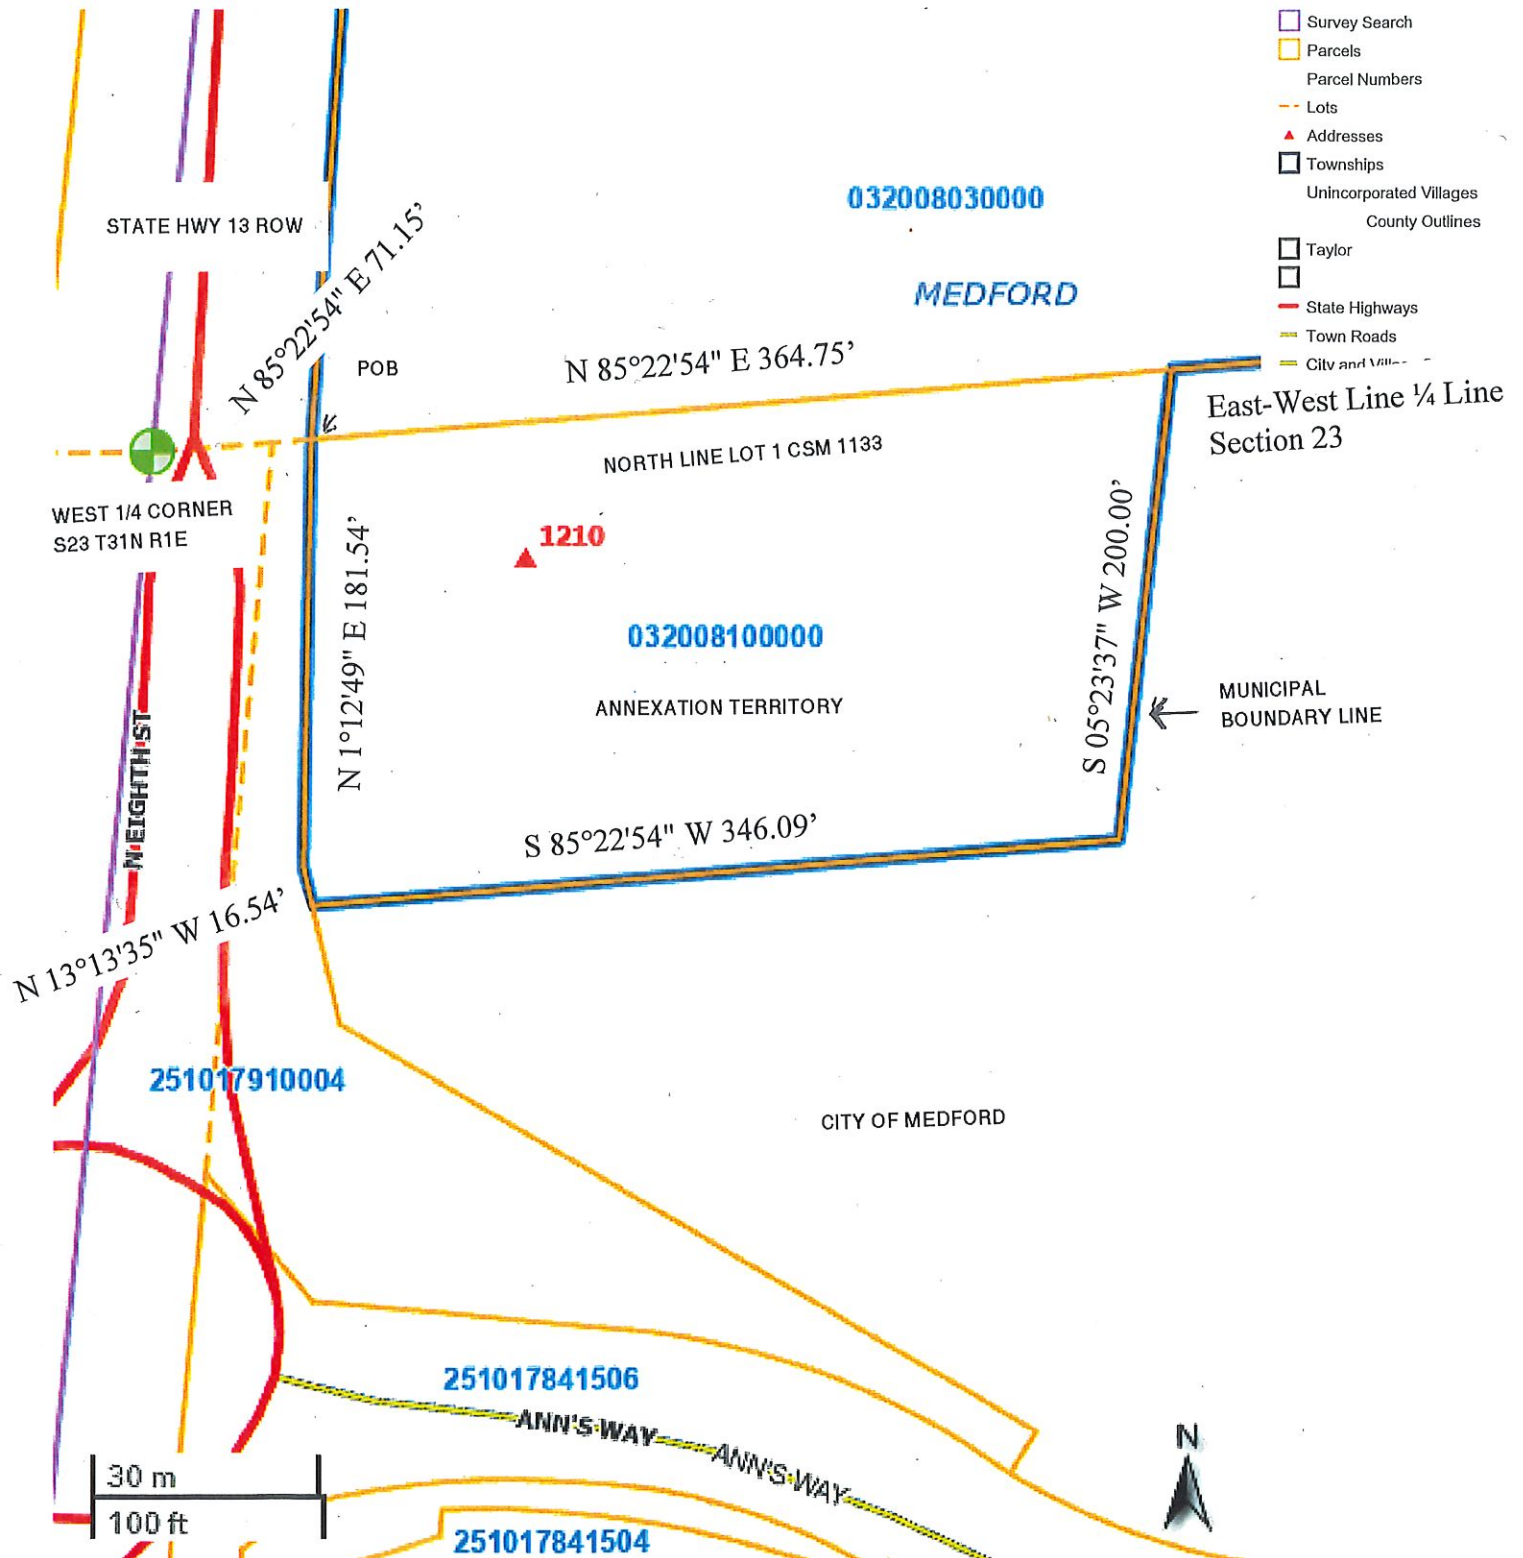 Survey Search
Parcels
Parcel Numbers
Lots
Addresses
Townships
Unincorporated Villages
County Outlines
Taylor
State Highways
Town Roads
City and
032008030000
STATE HWY 13 ROW
N 85°22'54" E 71.15’
MEDFORD
POB
N 85°22'54" E 364.75’
East-West Line ¼ Line
Section 23
NORTH LINE LOT 1 CSM 1133
WEST 1/4 CORNER
S23 T31N R1E
1210
N 1°12'49" E 181.54’
032008100000
S 05°23'37" W 200.00’
ANNEXATION TERRITORY
MUNICIPAL
BOUNDARY LINE
N EIGHTH ST
S 85°22'54" W 346.09’
N 13°13'35" W 16.54’
251017910004
CITY OF MEDFORD
251017841506
ANN'S WAY
ANN'S WAY
N
30 m
100 ft
251017841504